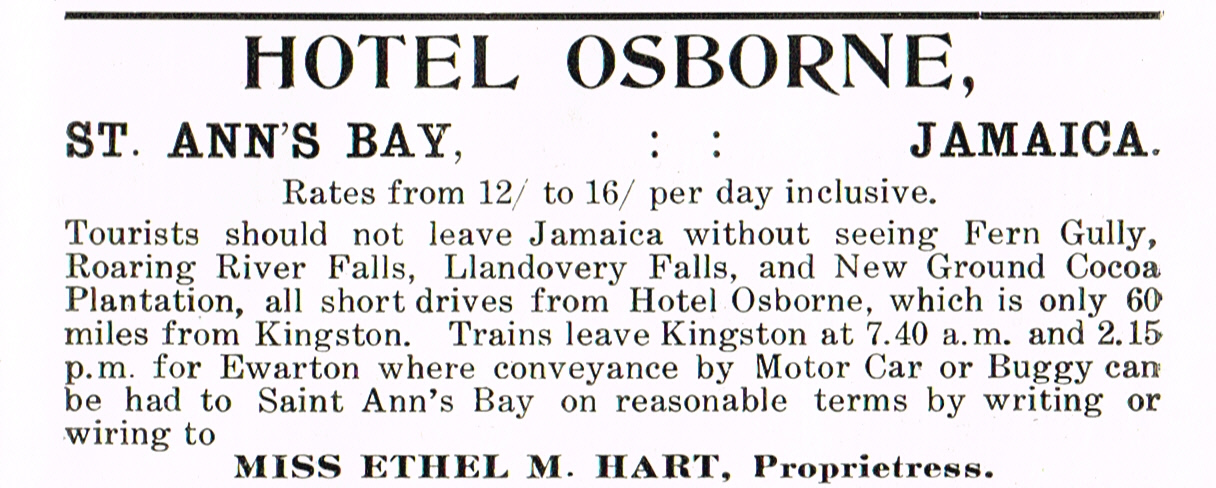 HOTEL OSBORNE,
ST. ANN'S BAY, : : JAMAICA.
Rates from 12/ to 16/ per day inclusive.
Tourists should not leave Jamaica without seeing Fern Gully,
Roaring River Falls, Llandovery Falls, and New Ground Cocoa
Plantation, all short drives from Hotel Osborne, which is only 60
miles from Kingston. Trains leave Kingston at 7.40 a.m. and 2.15
p.m. for Ewarton where conveyance by Motor Car or Buggy can
be had to Saint Ann's Bay on reasonable terms by writing or
wiring to
MISS ETHEL M. HART, Proprietress.